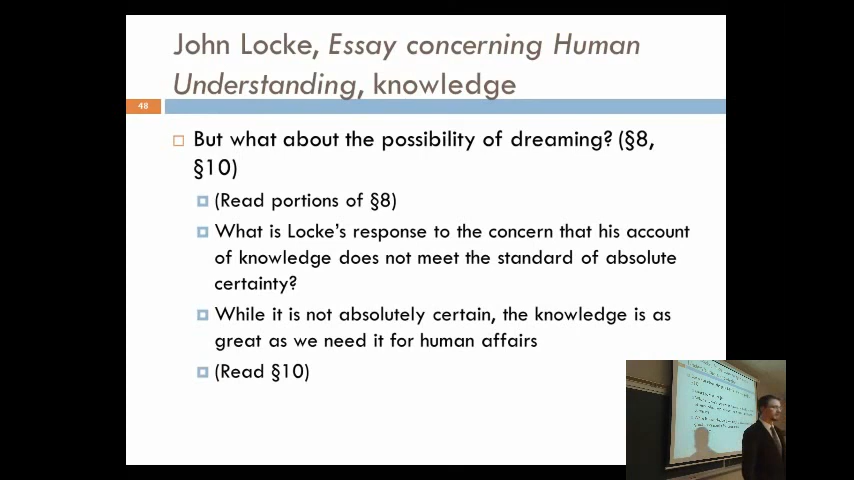 John Locke, Essay concerning Human
Understanding, knowledge
48
But what about the possibility of dreaming? (§8,
§10)
(Read portions of §8)
What is Locke's response to the concern that his account
of knowledge does not meet the standard of absolute
certainty?
While it is not absolutely certain, the knowledge is as
great as we need it for human affairs
(Read §10)